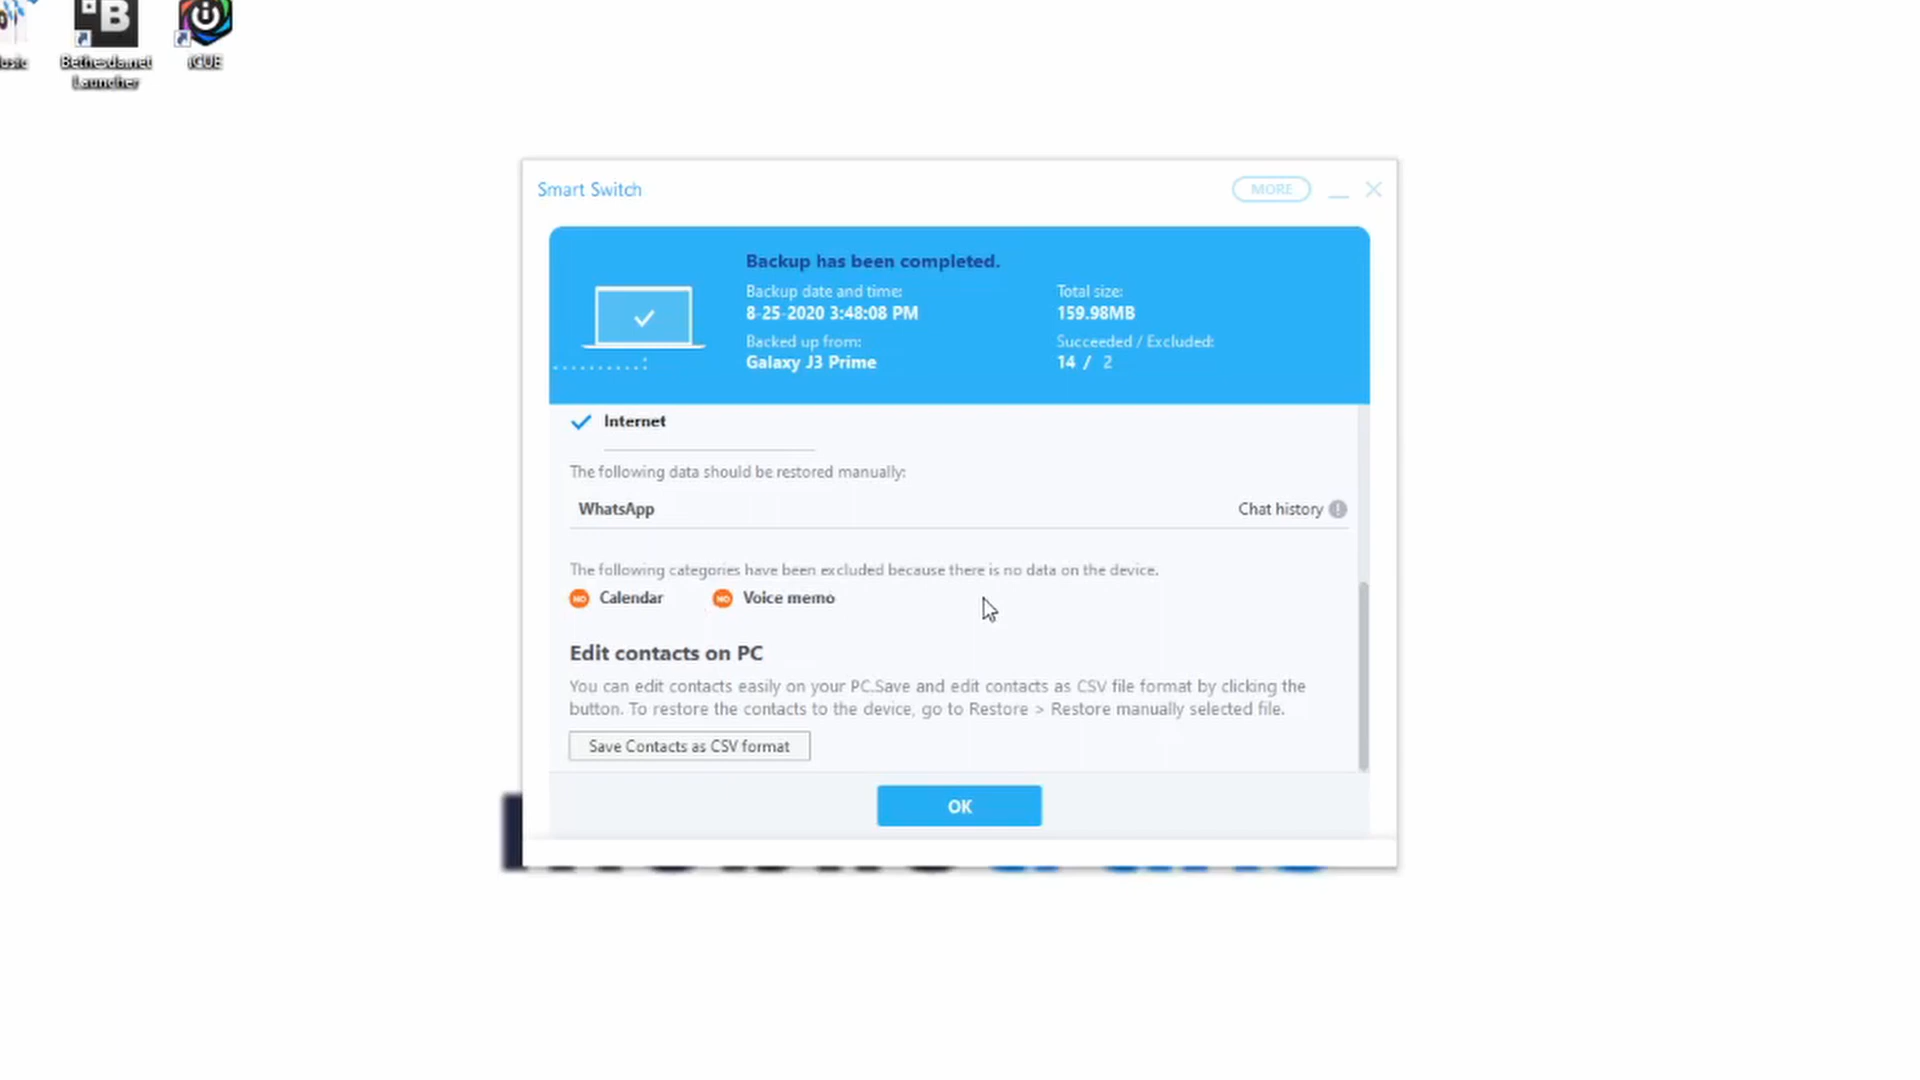 Bethesda.net
Launcher
iCUE
Smart Switch
MORE
Backup has been completed.
Backup date and time:
8-25-2020 3:48:08 PM
Total size:
159.98MB
Backed up from:
Galaxy J3 Prime
Succeeded / Excluded:
14 / 2
Internet
The following data should be restored manually:
WhatsApp
Chat history
The following categories have been excluded because there is no data on the device.
NO Calendar
NO Voice memo
Edit contacts on PC
You can edit contacts easily on your PC.Save and edit contacts as CSV file format by clicking the
button. To restore the contacts to the device, go to Restore > Restore manually selected file.
Save Contacts as CSV format
OK